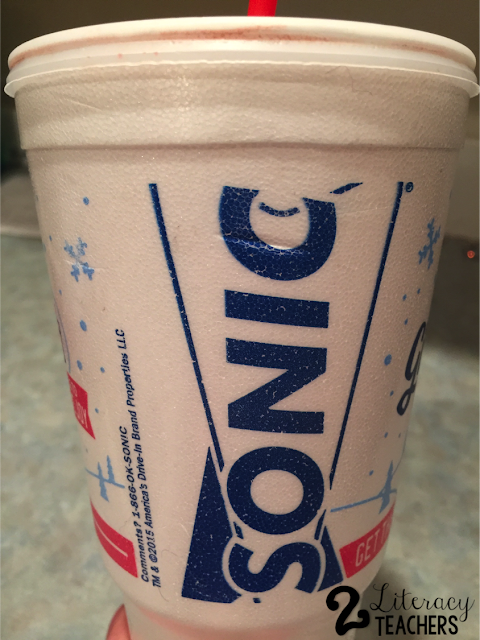 SONIC
®
Comments? 1-866-OK-SONIC
TM & ©2015 America's Drive-In Brand Properties LLC
GET
2 Literacy
TEACHERS